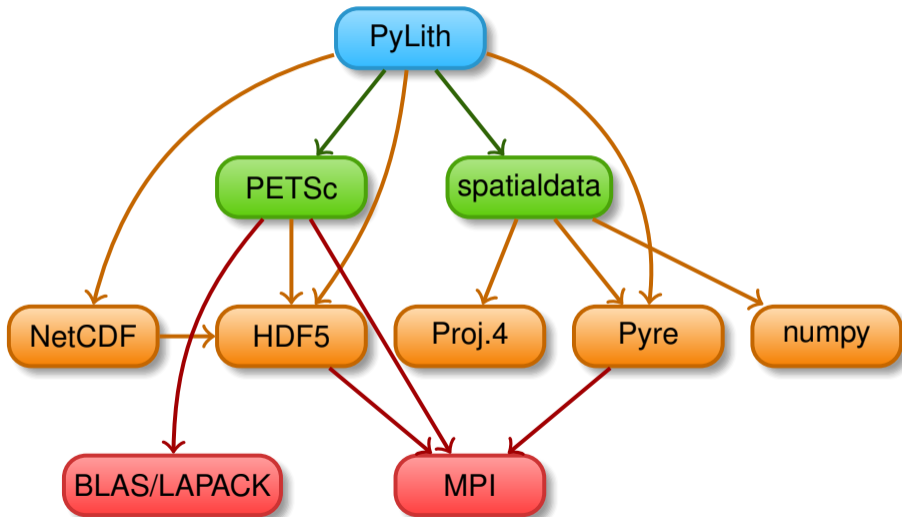 PyLith
PETSc
spatialdata
NetCDF
HDF5
Proj.4
Pyre
numpy
BLAS/LAPACK
MPI